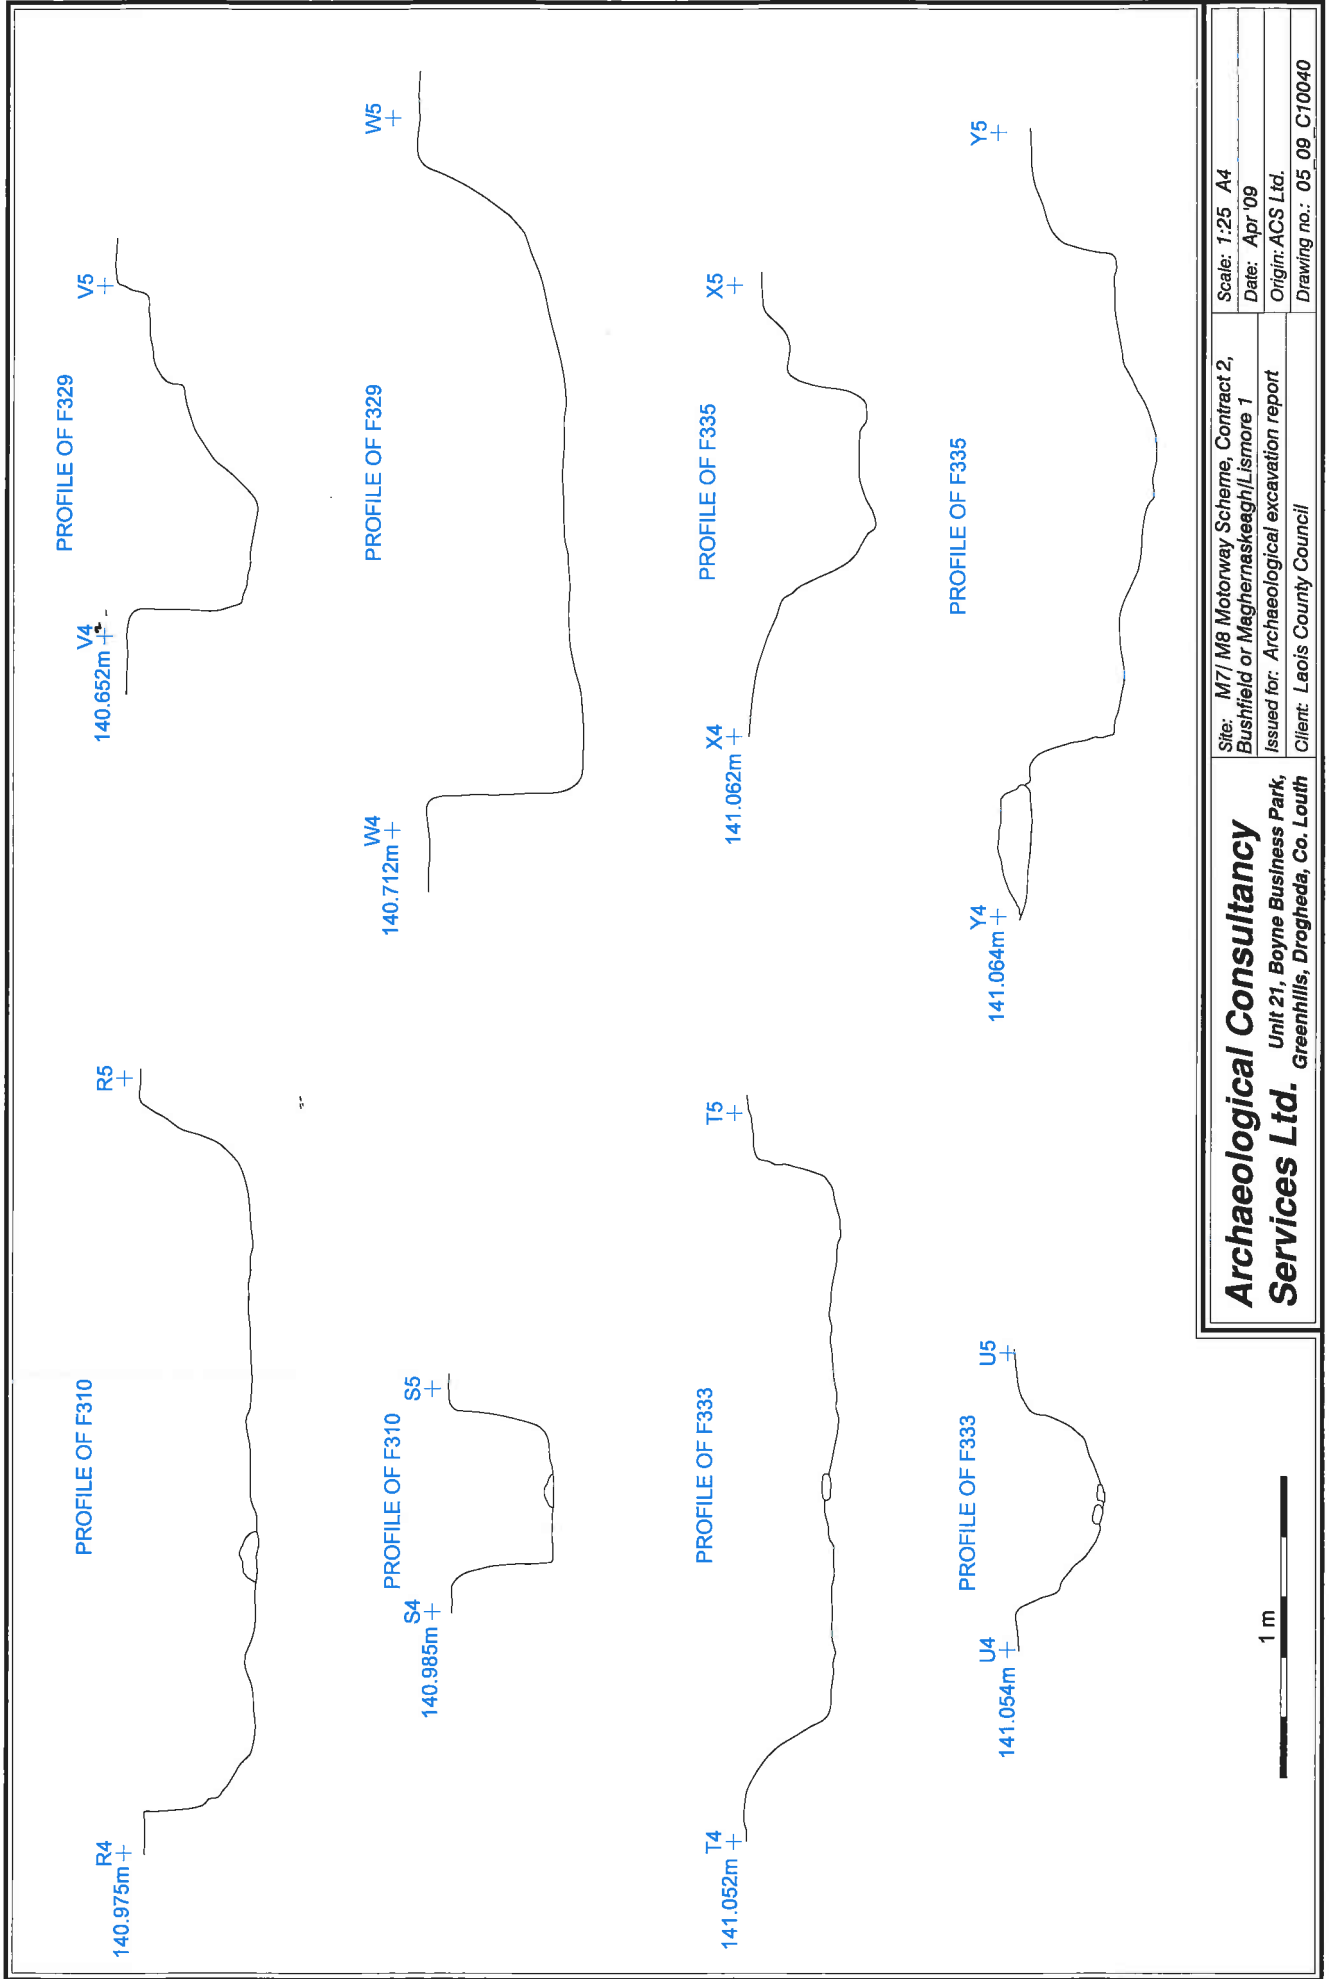 PROFILE OF F310
R4
140.975m
R5
PROFILE OF F329
V4
140.652m
V5
PROFILE OF F310
S4
140.985m
S5
PROFILE OF F329
W4
140.712m
W5
PROFILE OF F333
T4
141.052m
T5
PROFILE OF F335
X4
141.062m
X5
PROFILE OF F333
U4
141.054m
U5
PROFILE OF F335
Y4
141.064m
Y5
1 m
Archaeological Consultancy
Services Ltd.
Unit 21, Boyne Business Park,
Greenhills, Drogheda, Co. Louth
Site: M7/ M8 Motorway Scheme, Contract 2,
Bushfield or Maghernaskeagh/Lismore 1
Issued for: Archaeological excavation report
Client: Laois County Council
Scale: 1:25 A4
Date: Apr '09
Origin: ACS Ltd.
Drawing no.: 05_09_C10040